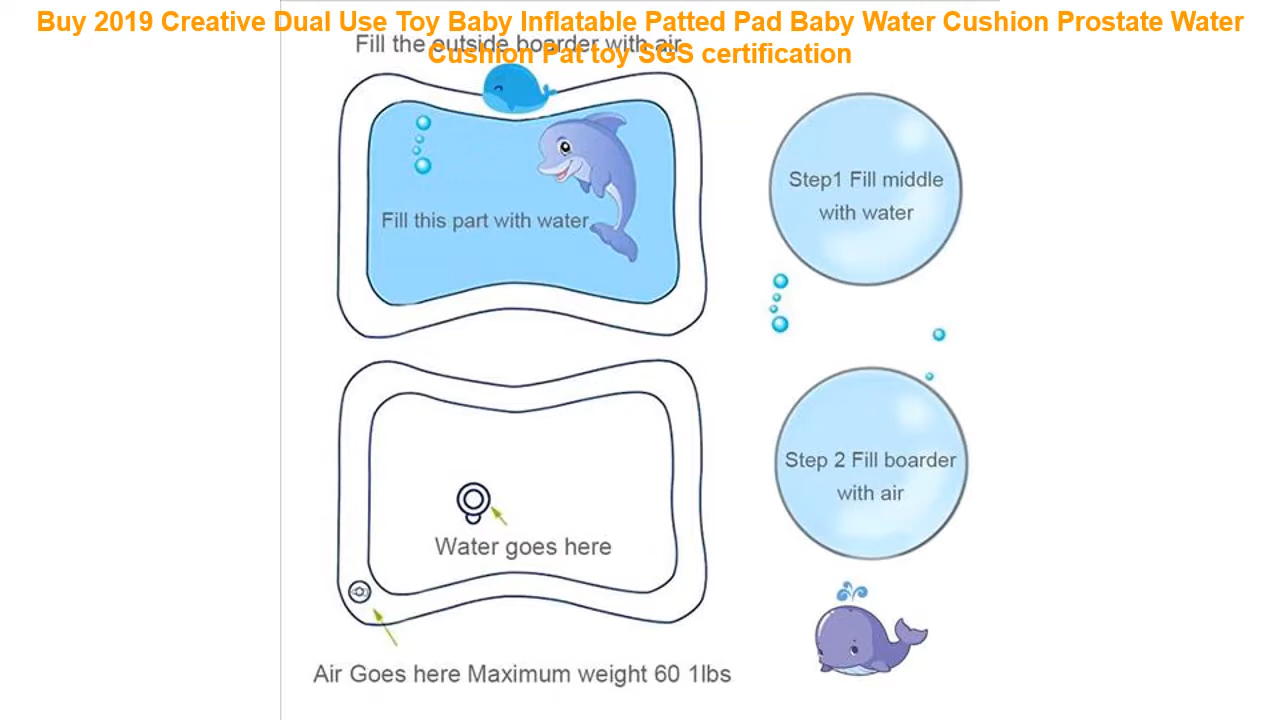 Buy 2019 Creative Dual Use Toy Baby Inflatable Patted Pad Baby Water Cushion Prostate Water
Cushion Pat toy SGS certification
Fill the outside boarder with air
Fill this part with water
Step1 Fill middle
with water
Step 2 Fill boarder
with air
Water goes here
Air Goes here Maximum weight 60 1lbs